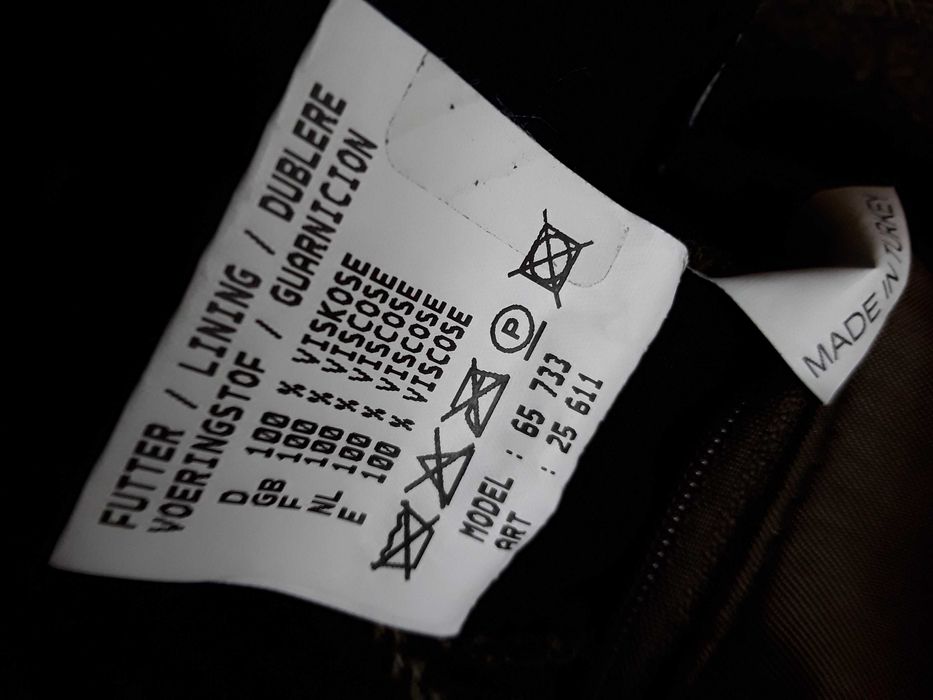 FUTTER / LINING / DUBLERE
VOERINGSTOF / GUARNICION
D 100 % VISKOSE
GB 100 % VISCOSE
F 100 % VISCOSE
NL 100 % VISCOSE
E 100 % VISCOSE
P
MODEL : 65 733
ART : 25 611
MADE IN TURKEY